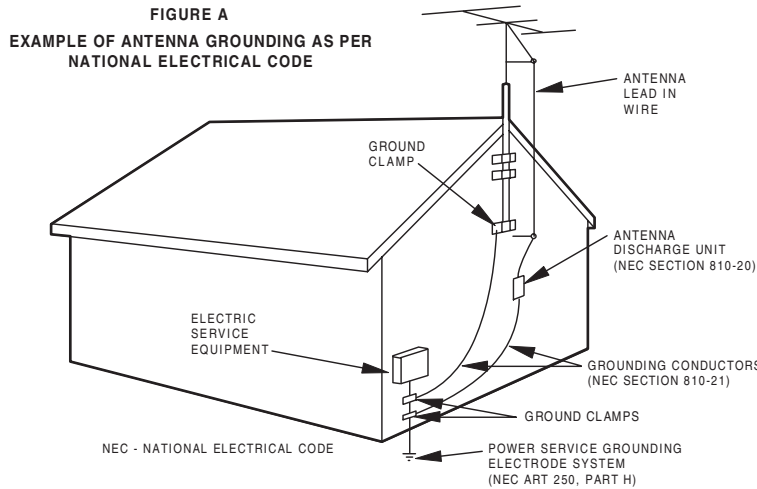 FIGURE A
EXAMPLE OF ANTENNA GROUNDING AS PER
NATIONAL ELECTRICAL CODE
ANTENNA
LEAD IN
WIRE
GROUND
CLAMP
ANTENNA
DISCHARGE UNIT
(NEC SECTION 810-20)
ELECTRIC
SERVICE
EQUIPMENT
GROUNDING CONDUCTORS
(NEC SECTION 810-21)
GROUND CLAMPS
NEC - NATIONAL ELECTRICAL CODE
POWER SERVICE GROUNDING
ELECTRODE SYSTEM
(NEC ART 250, PART H)